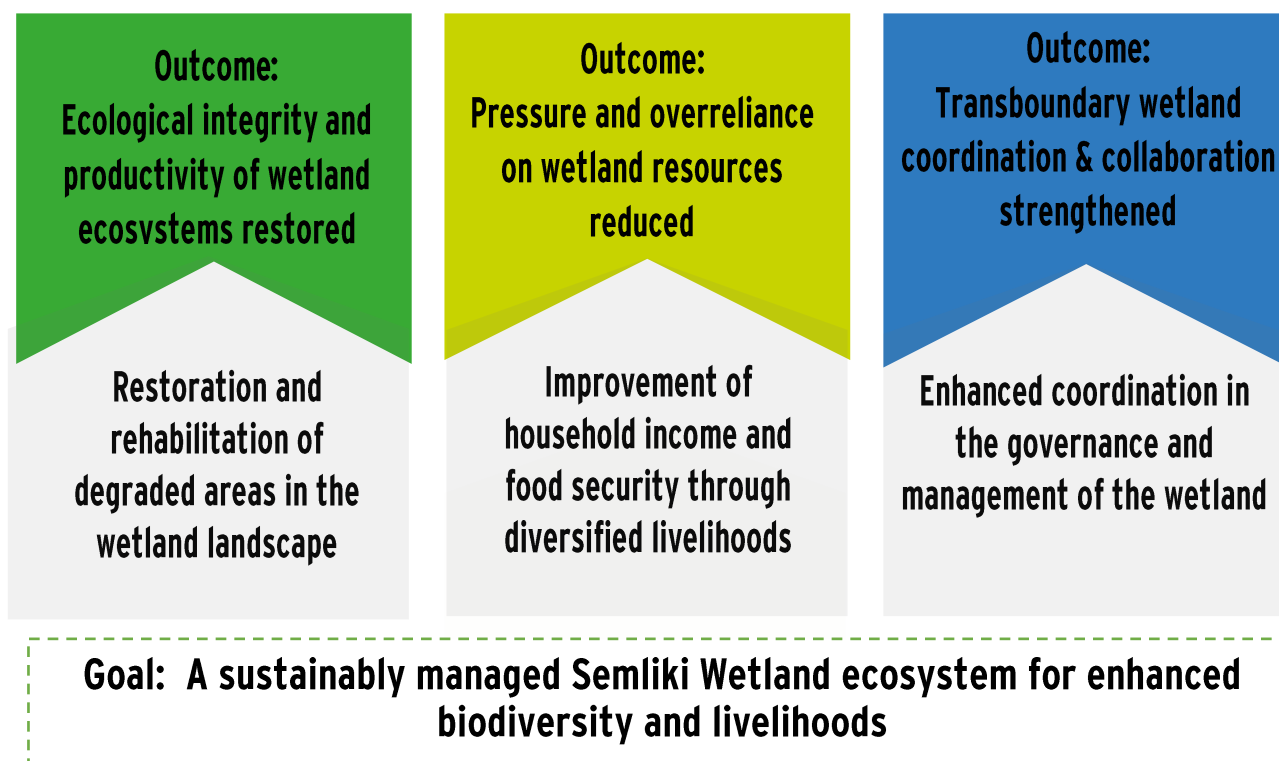 Outcome:
Ecological integrity and
productivity of wetland
ecosystems restored
Restoration and
rehabilitation of
degraded areas in the
wetland landscape
Outcome:
Pressure and overreliance
on wetland resources
reduced
Improvement of
household income and
food security through
diversified livelihoods
Outcome:
Transboundary wetland
coordination & collaboration
strengthened
Enhanced coordination in
the governance and
management of the wetland
Goal: A sustainably managed Semliki Wetland ecosystem for enhanced
biodiversity and livelihoods